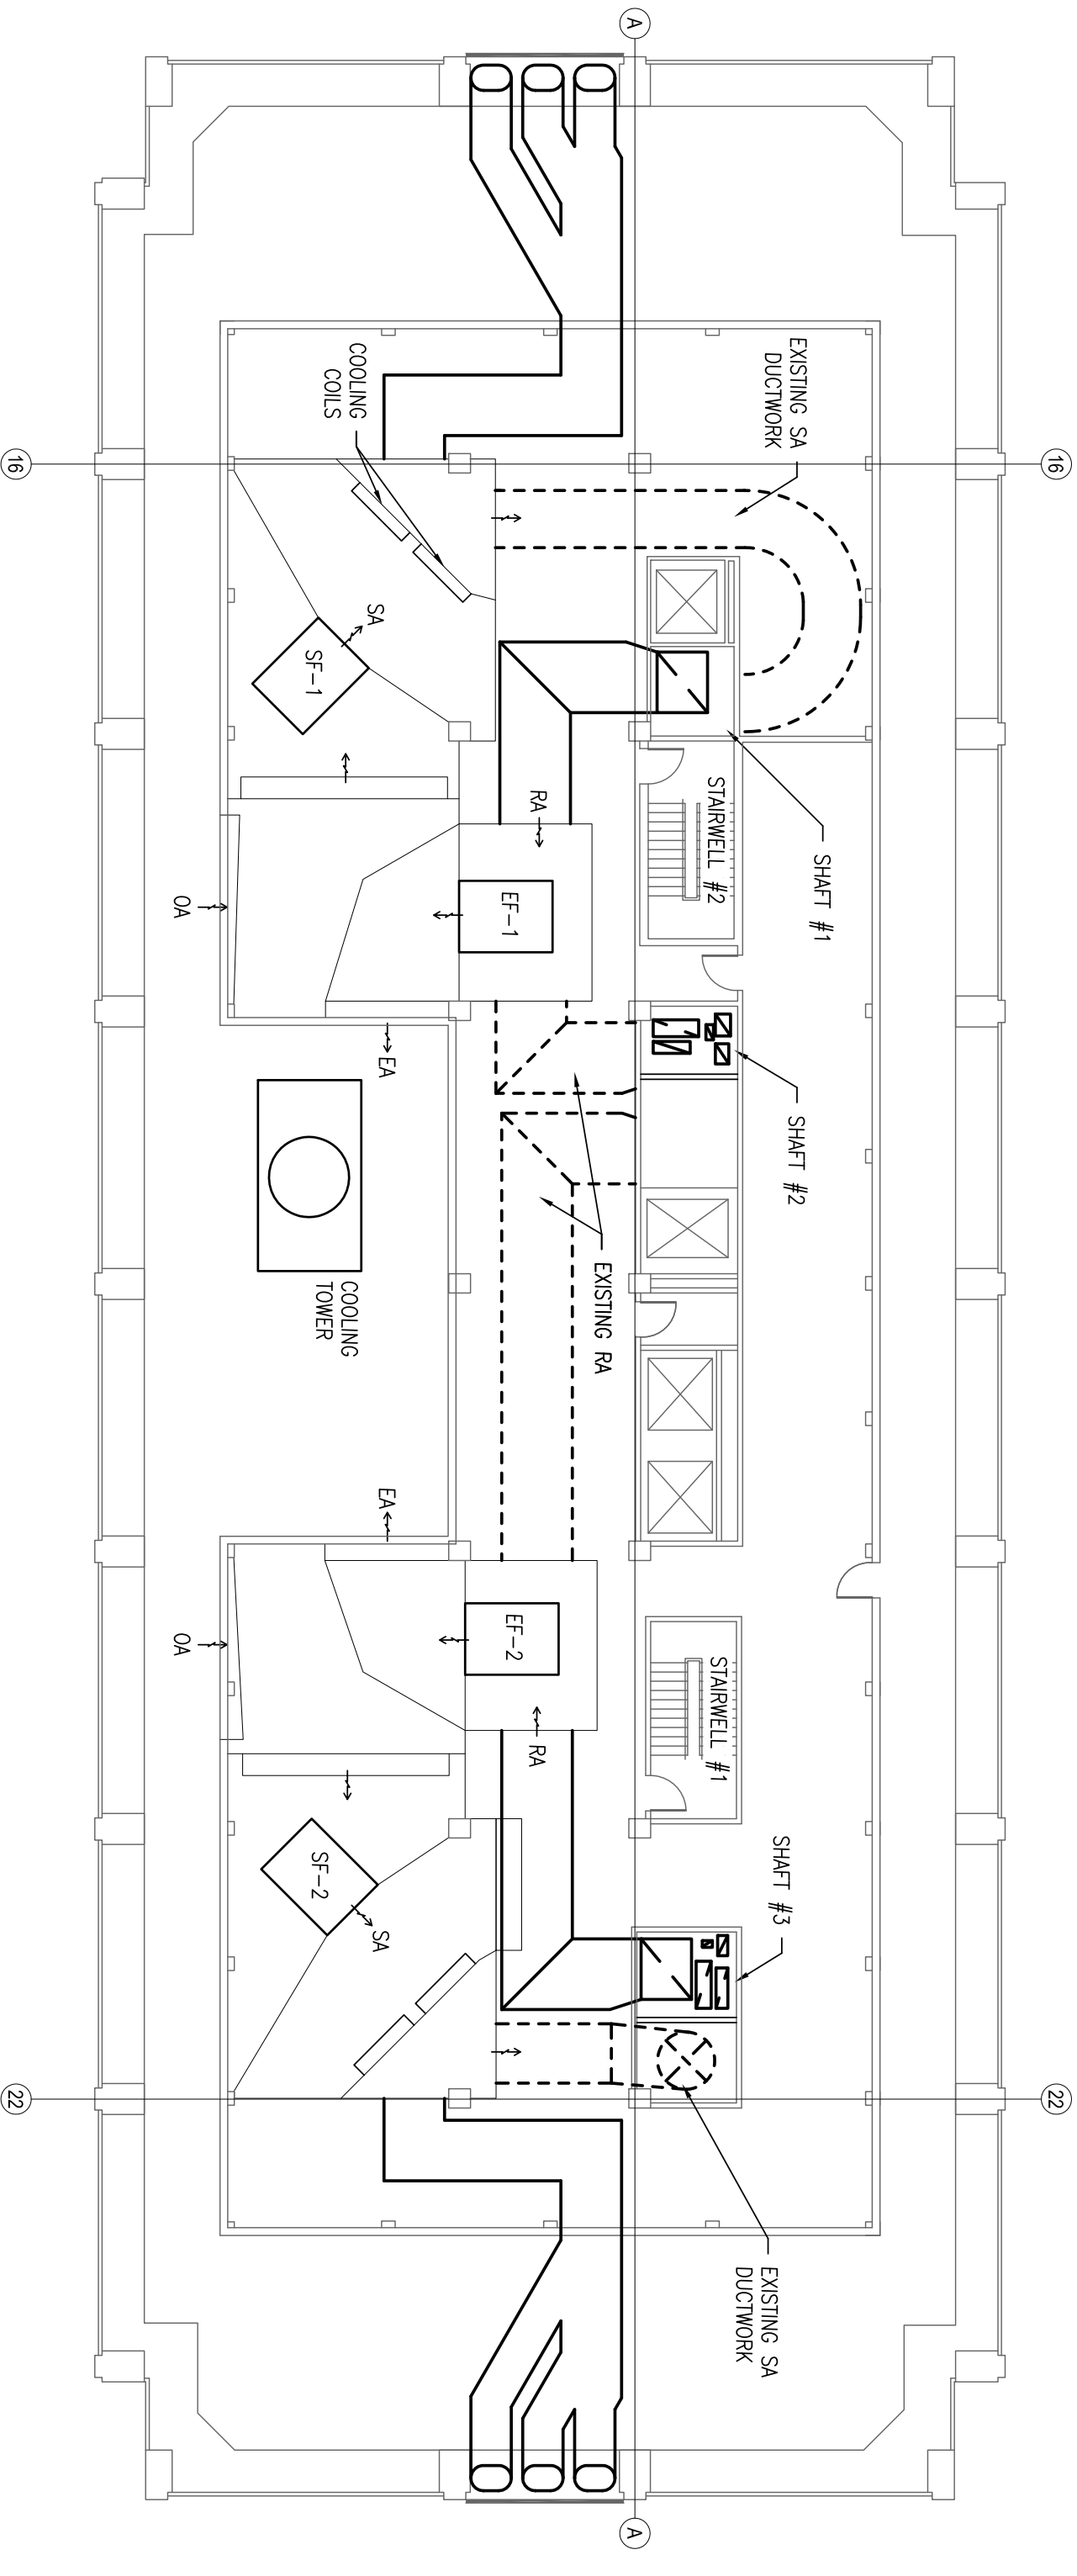 A
16
16
EXISTING SA
DUCTWORK
COOLING
COILS
SA
SF-1
SHAFT #1
STAIRWELL #2
RA
EF-1
OA
EA
SHAFT #2
COOLING
TOWER
EXISTING RA
EA
EF-2
OA
RA
STAIRWELL #1
SHAFT #3
SF-2
SA
22
22
EXISTING SA
DUCTWORK
A